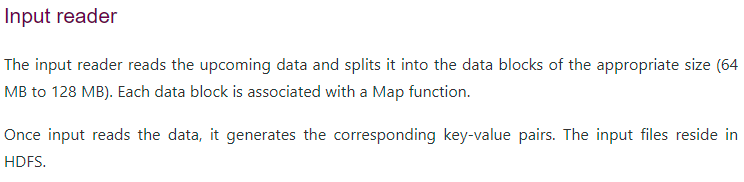 Input reader
The input reader reads the upcoming data and splits it into the data blocks of the appropriate size (64
MB to 128 MB). Each data block is associated with a Map function.
Once input reads the data, it generates the corresponding key-value pairs. The input files reside in
HDFS.